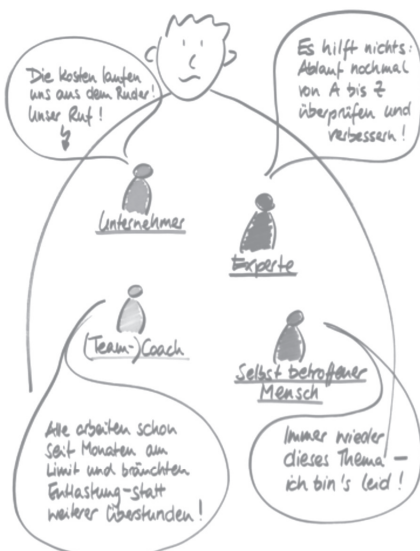 Die Kosten laufen
uns aus dem Ruder!
Unser Ruf!
Es hilft nichts:
Ablauf nochmal
von A bis Z
überprüfen und
verbessern!
Unternehmer
Experte
(Team-)Coach
Selbst betroffener
Mensch
Alle arbeiten schon
seit Monaten am
Limit und bräuchten
Entlastung - statt
weiterer Überstunden!
Immer wieder
dieses Thema –
ich bin's leid!